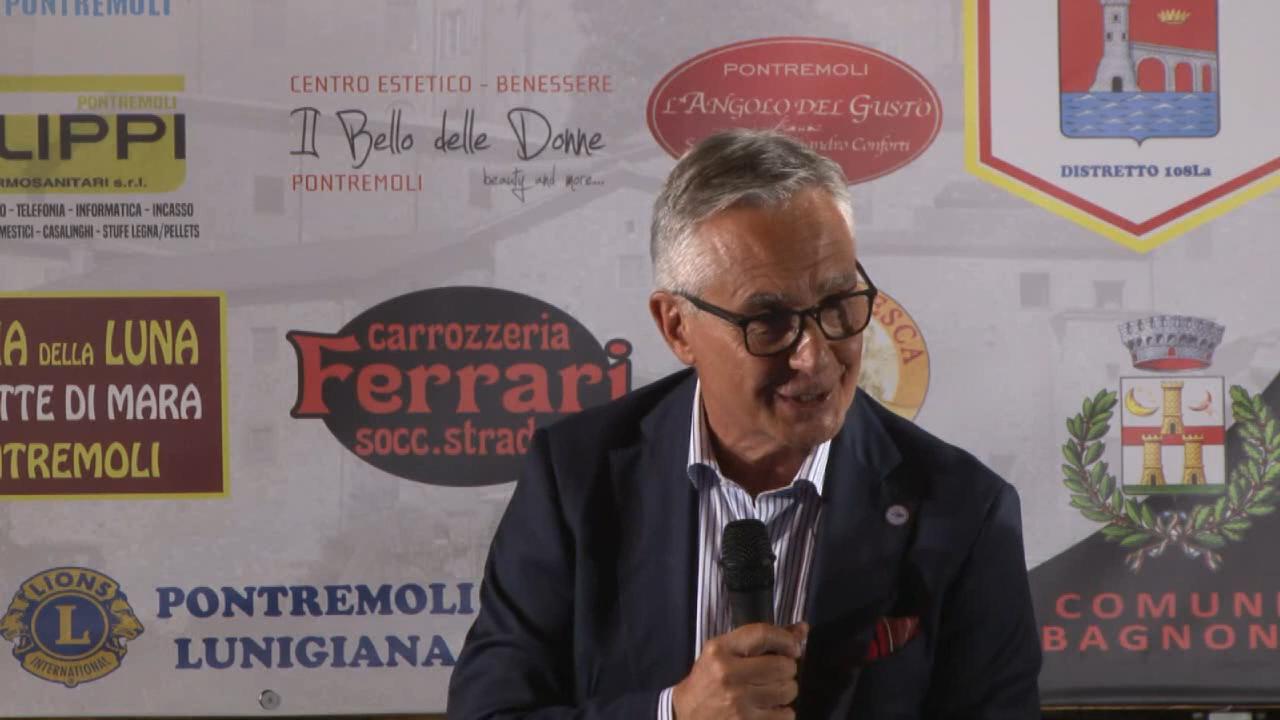 PONTREMOLI
PONTREMOLI
LIPPI
RMOSANITARI s.r.l.
O - TELEFONIA - INFORMATICA - INCASSO
MESTICI - CASALINGHI - STUFE LEGNA/PELLETS
CENTRO ESTETICO - BENESSERE
Il Bello delle Donne
PONTREMOLI
beauty and more...
PONTREMOLI
L'ANGOLO DEL GUSTO
Conforti
DISTRETTO 108La
DELLA LUNA
TTE DI MARA
NTREMOLI
carrozzeria
Ferrari
socc.strad
ESCA
LIONS
L
INTERNATIONAL
PONTREMOLI
LUNIGIANA
COMUN
BAGNON